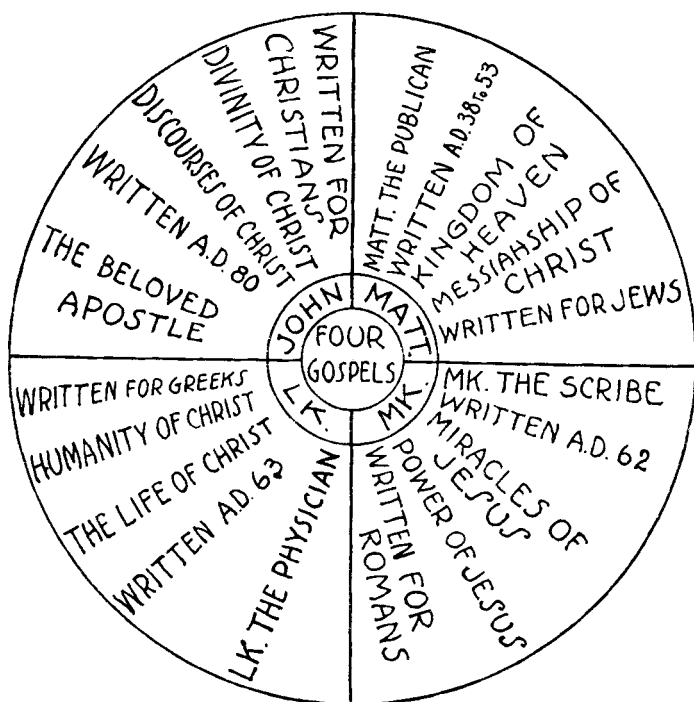 FOUR
GOSPELS
MATT.
MATT. THE PUBLICAN
WRITTEN A.D. 38 TO 53
KINGDOM OF
HEAVEN
MESSIAHSHIP OF
CHRIST
WRITTEN FOR JEWS
MK.
MK. THE SCRIBE
WRITTEN A.D. 62
MIRACLES OF
JESUS
POWER OF JESUS
WRITTEN FOR
ROMANS
LK.
LK. THE PHYSICIAN
WRITTEN A.D. 63
THE LIFE OF CHRIST
HUMANITY OF CHRIST
WRITTEN FOR GREEKS
JOHN
THE BELOVED
APOSTLE
WRITTEN A.D. 80
DISCOURSES OF CHRIST
DIVINITY OF CHRIST
WRITTEN FOR
CHRISTIANS